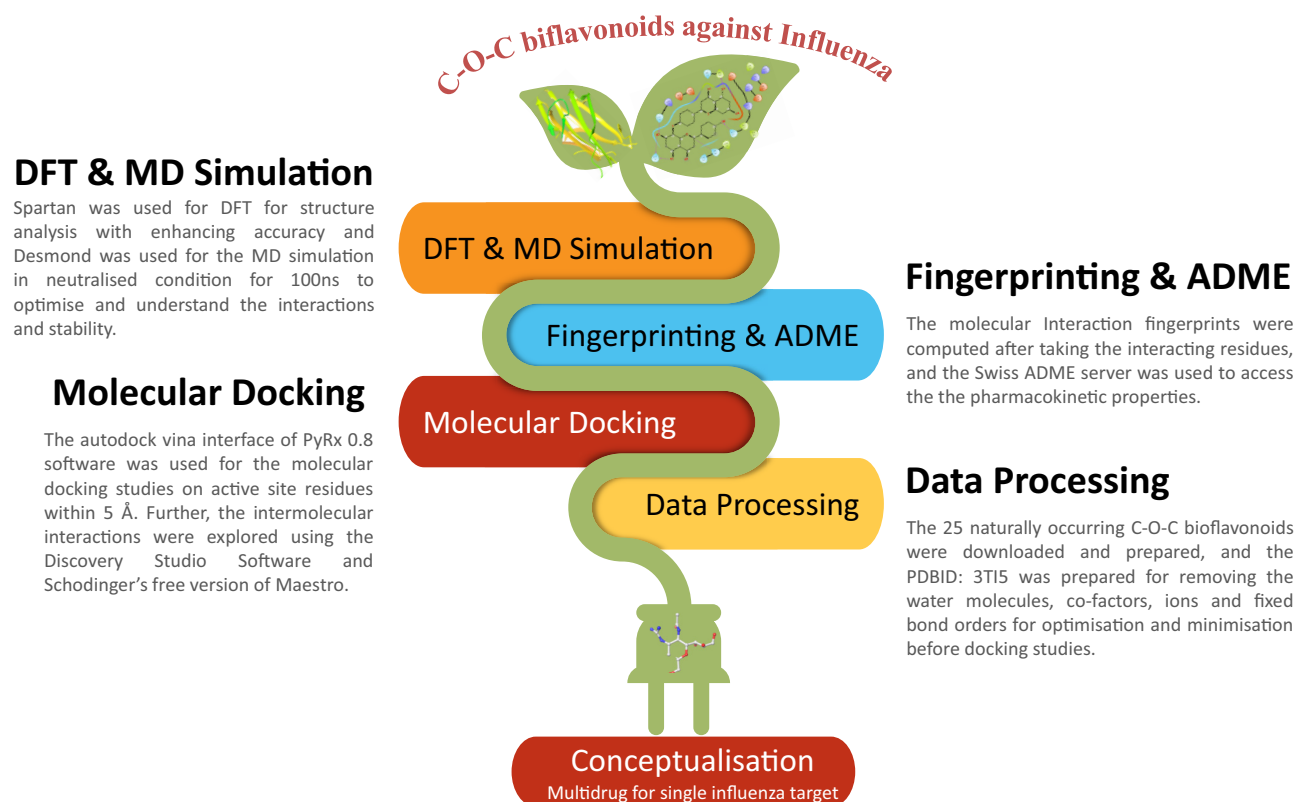 C-O-C biflavonoids against Influenza
DFT & MD Simulation
Spartan was used for DFT for structure
analysis with enhancing accuracy and
Desmond was used for the MD simulation
in neutralised condition for 100ns to
optimise and understand the interactions
and stability.
Molecular Docking
The autodock vina interface of PyRx 0.8
software was used for the molecular
docking studies on active site residues
within 5 Å. Further, the intermolecular
interactions were explored using the
Discovery Studio Software and
Schodinger’s free version of Maestro.
DFT & MD Simulation
Fingerprinting & ADME
Molecular Docking
Data Processing
Fingerprinting & ADME
The molecular Interaction fingerprints were
computed after taking the interacting residues,
and the Swiss ADME server was used to access
the the pharmacokinetic properties.
Data Processing
The 25 naturally occurring C-O-C bioflavonoids
were downloaded and prepared, and the
PDBID: 3TI5 was prepared for removing the
water molecules, co-factors, ions and fixed
bond orders for optimisation and minimisation
before docking studies.
Conceptualisation
Multidrug for single influenza target